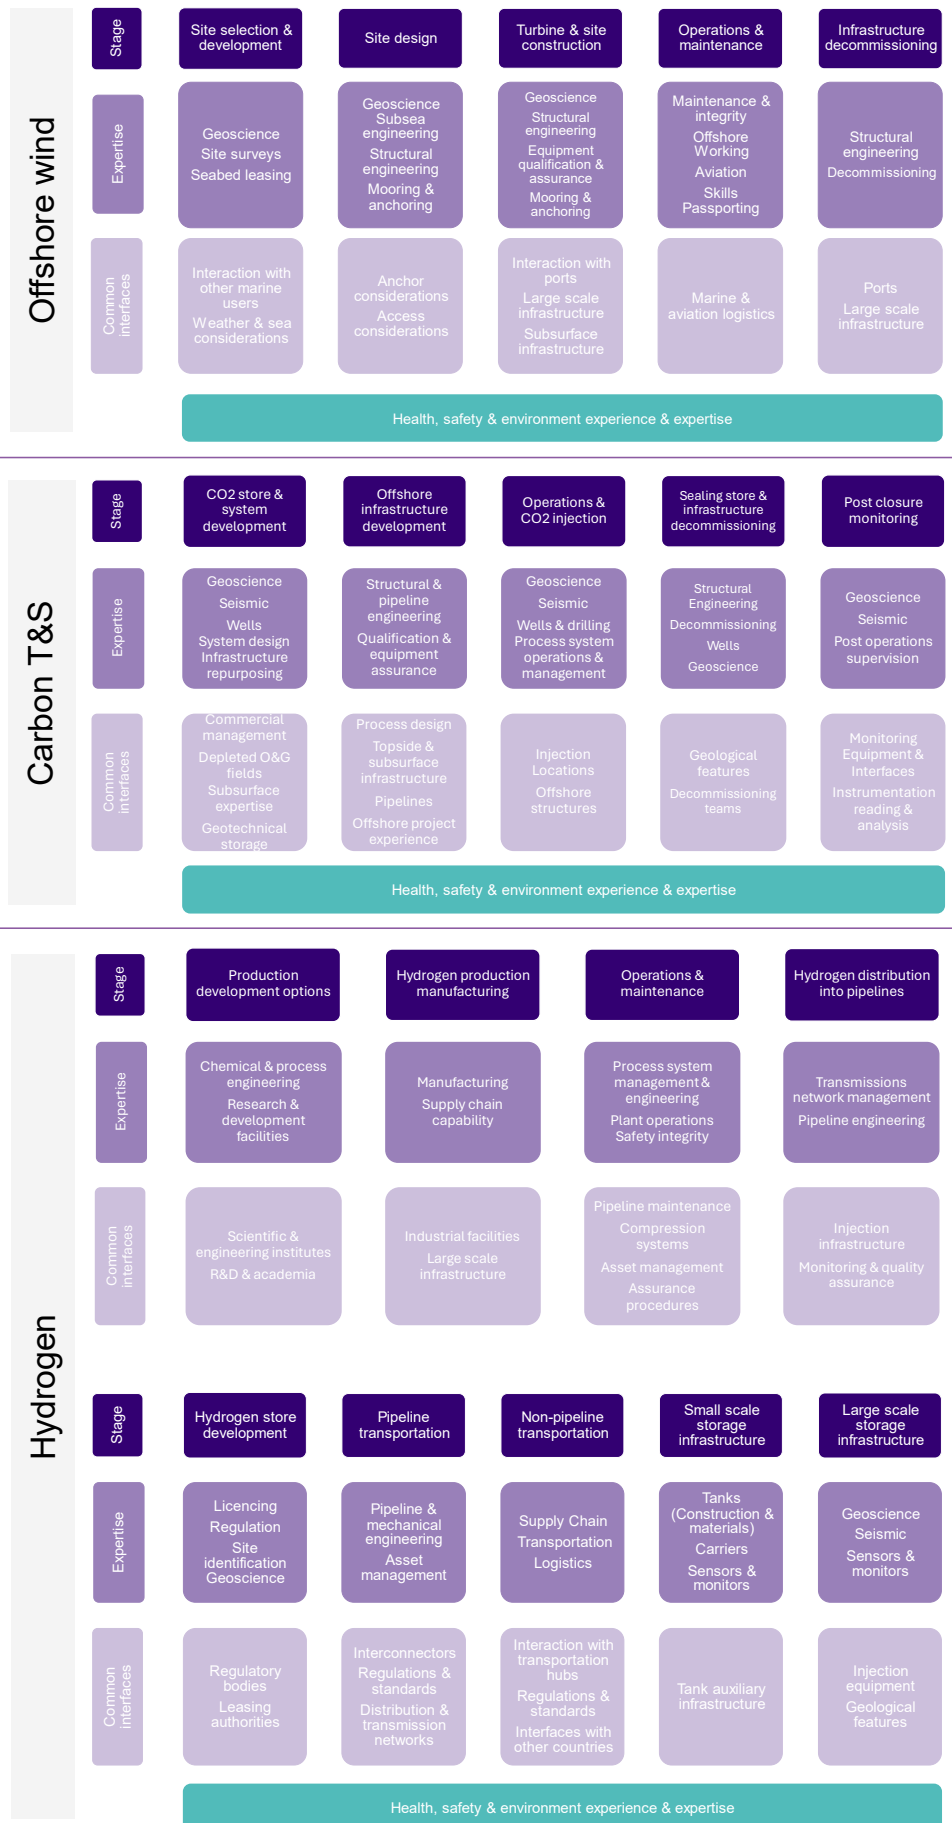 Offshore wind
Stage
Site selection &
development
Site design
Turbine & site
construction
Operations &
maintenance
Infrastructure
decommissioning
Expertise
Geoscience
Site surveys
Seabed leasing
Geoscience
Subsea
engineering
Structural
engineering
Mooring &
anchoring
Geoscience
Structural
engineering
Equipment
qualification &
assurance
Mooring &
anchoring
Maintenance &
integrity
Offshore
Working
Aviation
Skills
Passporting
Structural
engineering
Decommissioning
Common
interfaces
Interaction with
other marine
users
Weather & sea
considerations
Anchor
considerations
Access
considerations
Interaction with
ports
Large scale
infrastructure
Subsurface
infrastructure
Marine &
aviation logistics
Ports
Large scale
infrastructure
Health, safety & environment experience & expertise
Carbon T&S
Stage
CO2 store &
system
development
Offshore
infrastructure
development
Operations &
CO2 injection
Sealing store &
infrastructure
decommissioning
Post closure
monitoring
Expertise
Geoscience
Seismic
Wells
System design
Infrastructure
repurposing
Structural &
pipeline
engineering
Qualification &
equipment
assurance
Geoscience
Seismic
Wells & drilling
Process system
operations &
management
Structural
Engineering
Decommissioning
Wells
Geoscience
Geoscience
Seismic
Post operations
supervision
Common
interfaces
Commercial
management
Depleted O&G
fields
Subsurface
expertise
Geotechnical
storage
Process design
Topside &
subsurface
infrastructure
Pipelines
Offshore project
experience
Injection
Locations
Offshore
structures
Geological
features
Decommissioning
teams
Monitoring
Equipment &
Interfaces
Instrumentation
reading &
analysis
Health, safety & environment experience & expertise
Hydrogen
Stage
Production
development options
Hydrogen production
manufacturing
Operations &
maintenance
Hydrogen distribution
into pipelines
Expertise
Chemical & process
engineering
Research &
development
facilities
Manufacturing
Supply chain
capability
Process system
management &
engineering
Plant operations
Safety integrity
Transmissions
network management
Pipeline engineering
Common
interfaces
Scientific &
engineering institutes
R&D & academia
Industrial facilities
Large scale
infrastructure
Pipeline maintenance
Compression
systems
Asset management
Assurance
procedures
Injection
infrastructure
Monitoring & quality
assurance
Stage
Hydrogen store
development
Pipeline
transportation
Non-pipeline
transportation
Small scale
storage
infrastructure
Large scale
storage
infrastructure
Expertise
Licencing
Regulation
Site
identification
Geoscience
Pipeline &
mechanical
engineering
Asset
management
Supply Chain
Transportation
Logistics
Tanks
(Construction &
materials)
Carriers
Sensors &
monitors
Geoscience
Seismic
Sensors &
monitors
Common
interfaces
Regulatory
bodies
Leasing
authorities
Interconnectors
Regulations &
standards
Distribution &
transmission
networks
Interaction with
transportation
hubs
Regulations &
standards
Interfaces with
other countries
Tank auxiliary
infrastructure
Injection
equipment
Geological
features
Health, safety & environment experience & expertise